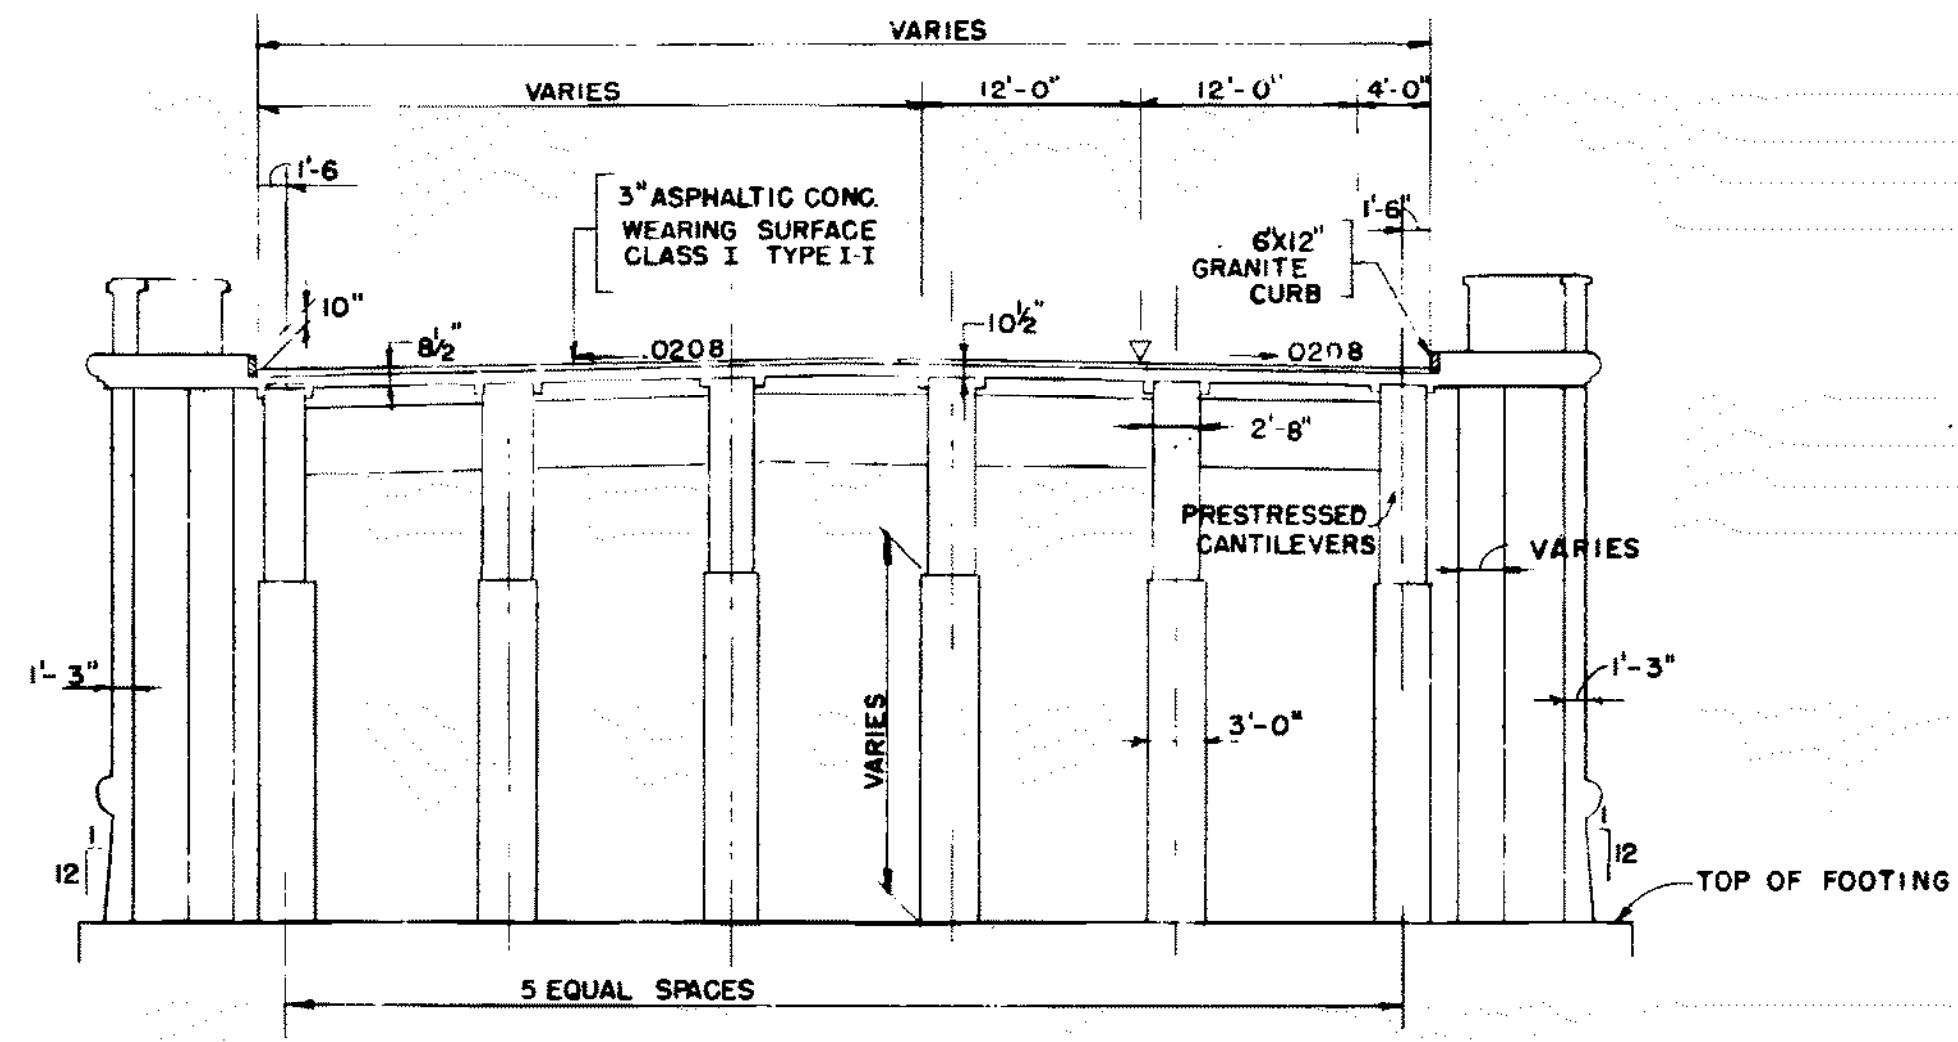 VARIES
VARIES
12'-0"
12'-0"
4'-0"
1'-6
3" ASPHALTIC CONC.
WEARING SURFACE
CLASS I TYPE I-I
1'-6"
6"X12"
GRANITE
CURB
10"
8½"
.0208
10½"
.0208
2'-8"
PRESTRESSED
CANTILEVERS
VARIES
1'-3"
1'-3"
VARIES
3'-0"
1
12
1
12
TOP OF FOOTING
5 EQUAL SPACES